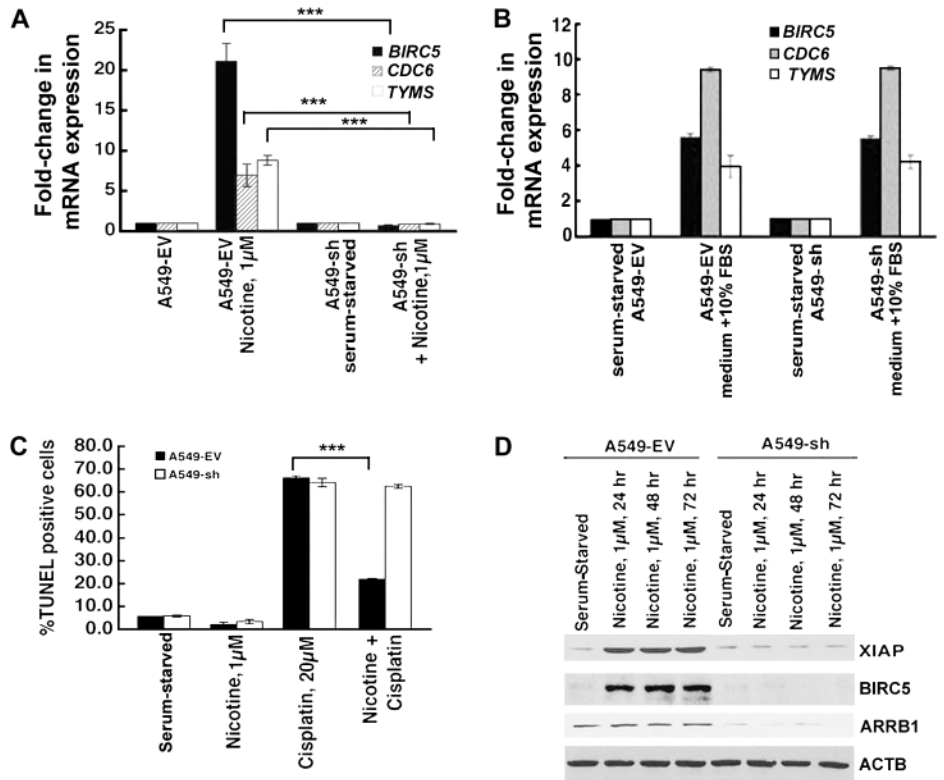 A
Fold-change in
mRNA expression
25
20
15
10
5
0
***
***
***
BIRC5
CDC6
TYMS
A549-EV
A549-EV
Nicotine, 1µM
A549-sh
serum-starved
A549-sh
+ Nicotine,1µM
B
Fold-change in
mRNA expression
12
10
8
6
4
2
0
BIRC5
CDC6
TYMS
serum-starved
A549-EV
A549-EV
medium +10% FBS
serum-starved
A549-sh
A549-sh
medium +10% FBS
C
%TUNEL positive cells
80.0
70.0
60.0
50.0
40.0
30.0
20.0
10.0
0.0
A549-EV
A549-sh
***
Serum-starved
Nicotine, 1µM
Cisplatin, 20µM
Nicotine +
Cisplatin
D
A549-EV
A549-sh
Serum-Starved
Nicotine, 1µM, 24 hr
Nicotine, 1µM, 48 hr
Nicotine, 1µM, 72 hr
Serum-Starved
Nicotine, 1µM, 24 hr
Nicotine, 1µM, 48 hr
Nicotine, 1µM, 72 hr
XIAP
BIRC5
ARRB1
ACTB